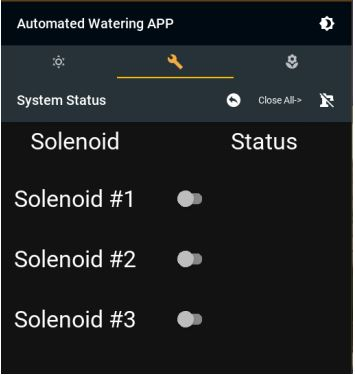 Automated Watering APP
System Status
Close All->
Solenoid Status
Solenoid #1
Solenoid #2
Solenoid #3